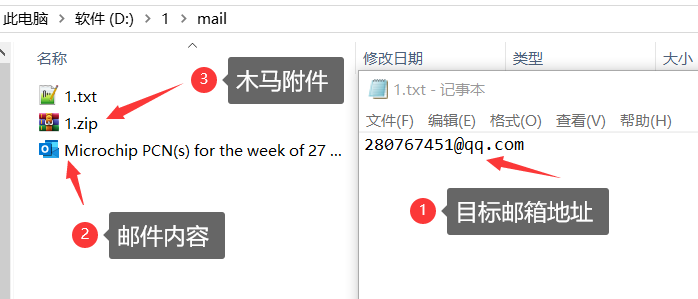 此电脑 > 软件 (D:) > 1 > mail
名称
修改日期
类型
大小
1.txt
1.zip
Microchip PCN(s) for the week of 27 ...
3 木马附件
2 邮件内容
1.txt - 记事本
文件(F) 编辑(E) 格式(O) 查看(V) 帮助(H)
280767451@qq.com
1 目标邮箱地址